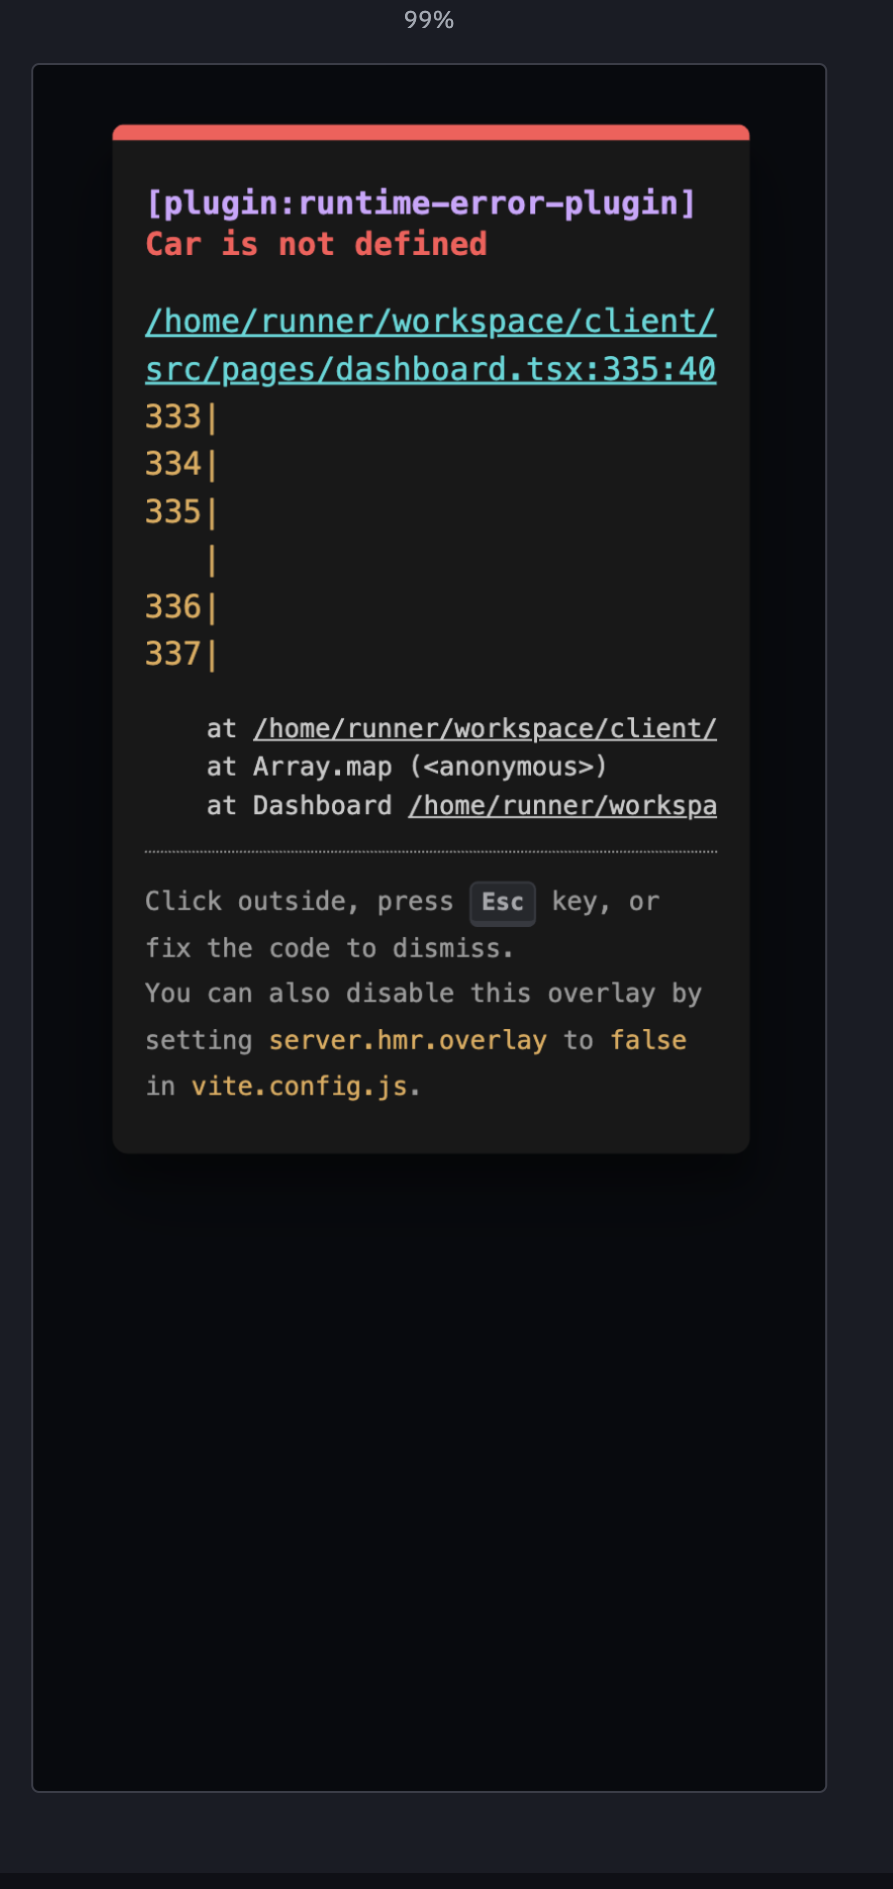 99%
[plugin:runtime-error-plugin]
Car is not defined
/home/runner/workspace/client/
src/pages/dashboard.tsx:335:40
333|
334|
335|
|
336|
337|
at /home/runner/workspace/client/
at Array.map (<anonymous>)
at Dashboard /home/runner/workspa
Click outside, press Esc key, or
fix the code to dismiss.
You can also disable this overlay by
setting server.hmr.overlay to false
in vite.config.js.